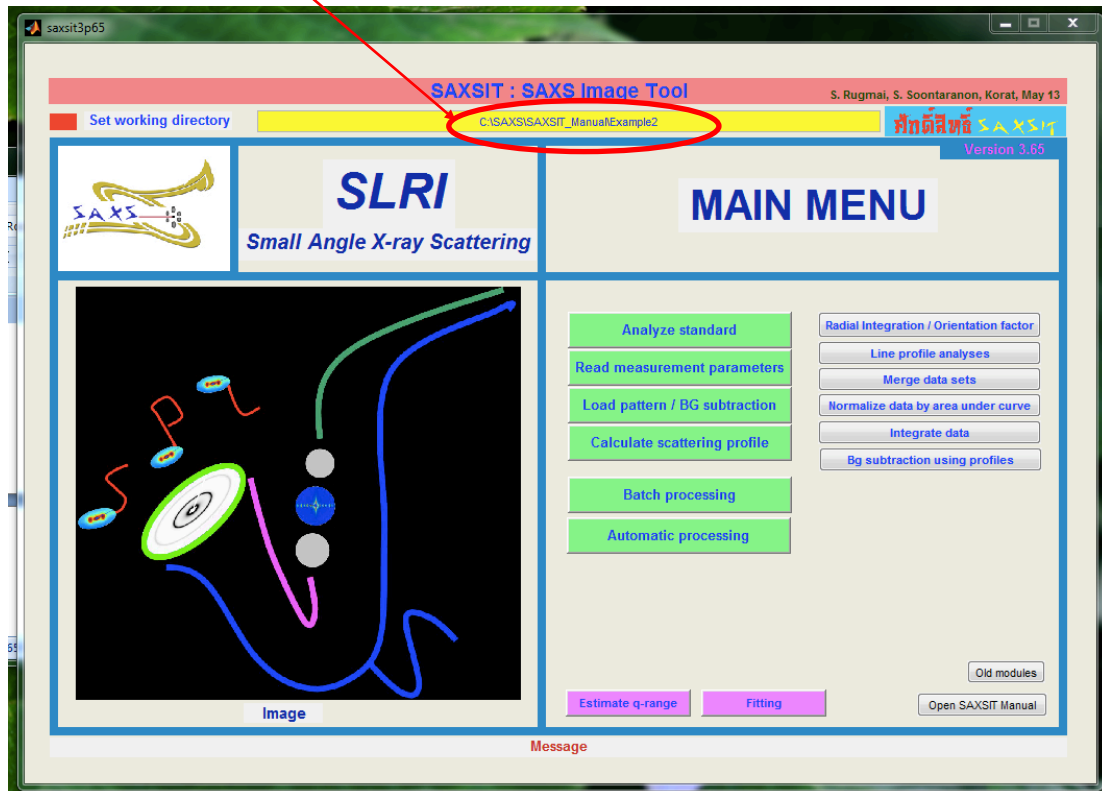 saxsit3p65
SAXSIT : SAXS Image Tool
S. Rugmai, S. Soontaranon, Korat, May 13
Set working directory
C:\SAXS\SAXSIT_Manual\Example2
ศักดิ์สิทธิ์ SAXSIT
Version 3.65
SAXS
SLRI
Small Angle X-ray Scattering
MAIN MENU
Analyze standard
Read measurement parameters
Load pattern / BG subtraction
Calculate scattering profile
Batch processing
Automatic processing
Radial Integration / Orientation factor
Line profile analyses
Merge data sets
Normalize data by area under curve
Integrate data
Bg subtraction using profiles
Old modules
Estimate q-range
Fitting
Open SAXSIT Manual
Image
Message